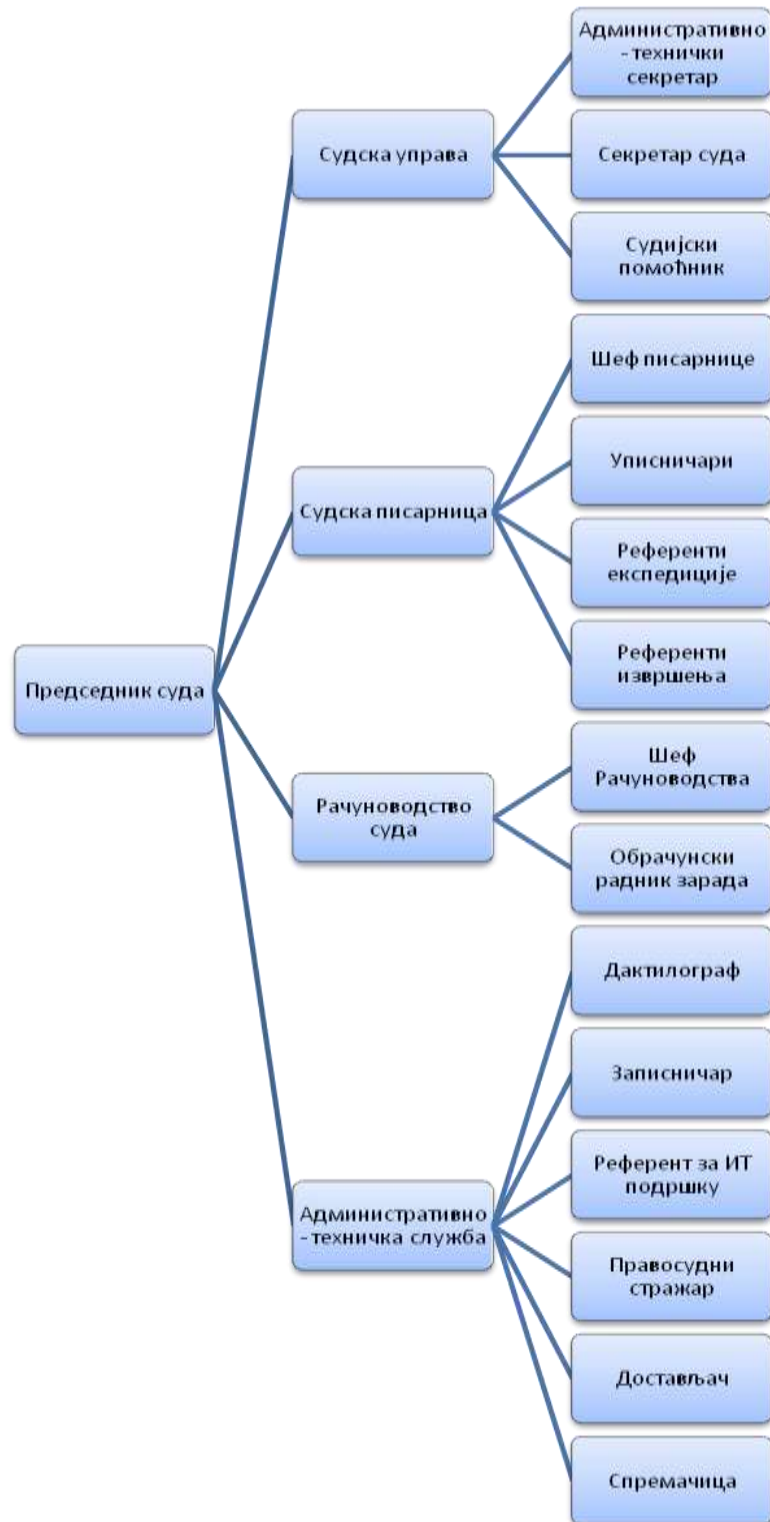 Административно
- технички
секретар
Судска управа
Секретар суда
Судијски
помоћник
Шеф писарнице
Уписничари
Судска писарница
Референти
експедиције
Референти
извршења
Председник суда
Шеф
Рачуноводства
Рачуноводство
суда
Обрачунски
радник зарада
Дактилограф
Записничар
Референт за ИТ
подршку
Административно
- техничка служба
Правосудни
стражар
Достављач
Спремачица